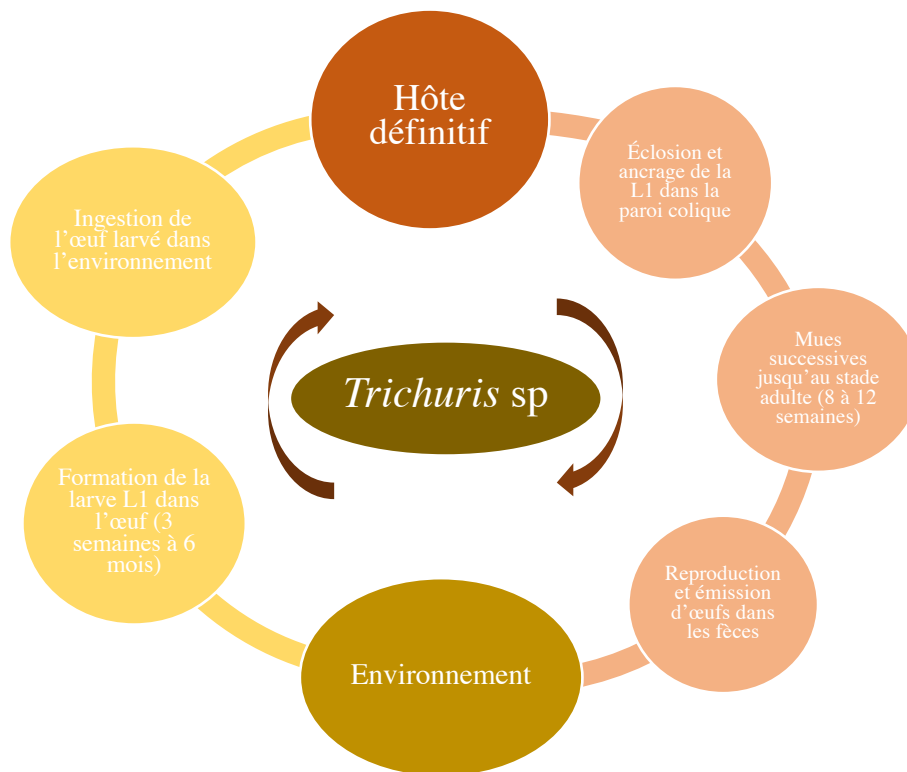 Hôte
définitif
Éclosion et
ancrage de la
L1 dans la
paroi colique
Mues
successives
jusqu’au stade
adulte (8 à 12
semaines)
Reproduction
et émission
d’œufs dans
les fèces
Environnement
Formation de la
larve L1 dans
l’œuf (3
semaines à 6
mois)
Ingestion de
l’œuf larvé dans
l’environnement
Trichuris sp